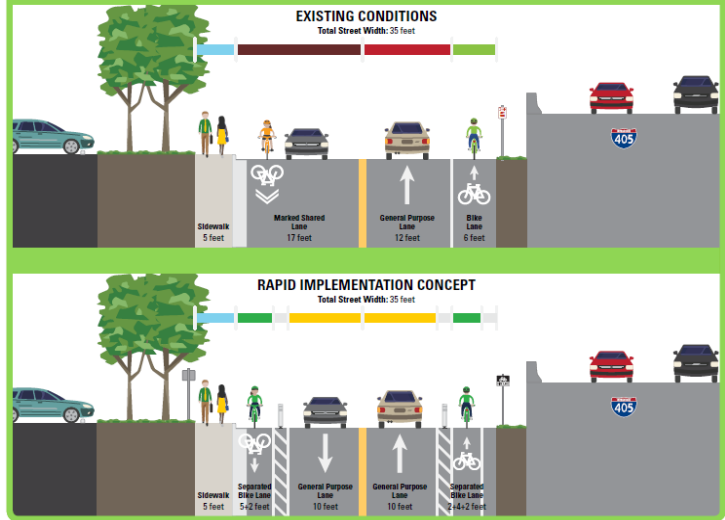 EXISTING CONDITIONS
Total Street Width: 35 feet
405
Sidewalk
5 feet
Marked Shared
Lane
17 feet
General Purpose
Lane
12 feet
Bike
Lane
6 feet
RAPID IMPLEMENTATION CONCEPT
Total Street Width: 35 feet
405
Sidewalk
5 feet
Separated
Bike Lane
5+2 feet
General Purpose
Lane
10 feet
General Purpose
Lane
10 feet
Separated
Bike Lane
2+4+2 feet